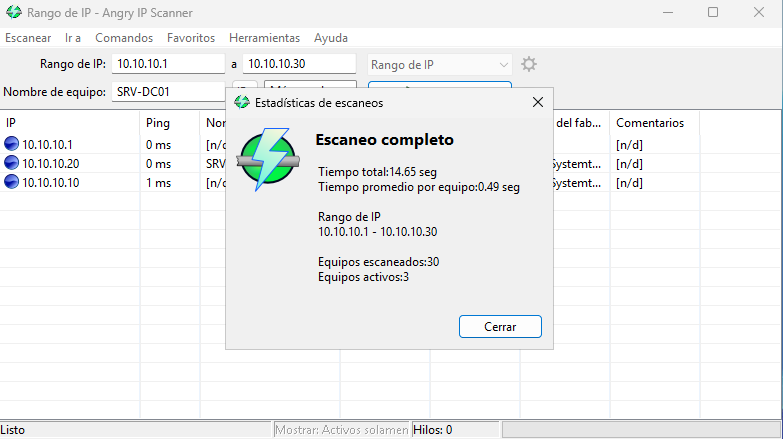 Rango de IP - Angry IP Scanner
Escanear Ir a Comandos Favoritos Herramientas Ayuda
Rango de IP: 10.10.10.1 a 10.10.10.30 Rango de IP
Nombre de equipo: SRV-DC01
Estadísticas de escaneos
IP Ping del fab... Comentarios
10.10.10.1 0 ms [n/d]
10.10.10.20 0 ms SRV Systemt... [n/d]
10.10.10.10 1 ms Systemt... [n/d]
Escaneo completo
Tiempo total:14.65 seg
Tiempo promedio por equipo:0.49 seg
Rango de IP
10.10.10.1 - 10.10.10.30
Equipos escaneados:30
Equipos activos:3
Cerrar
Listo Mostrar: Activos solamen Hilos: 0